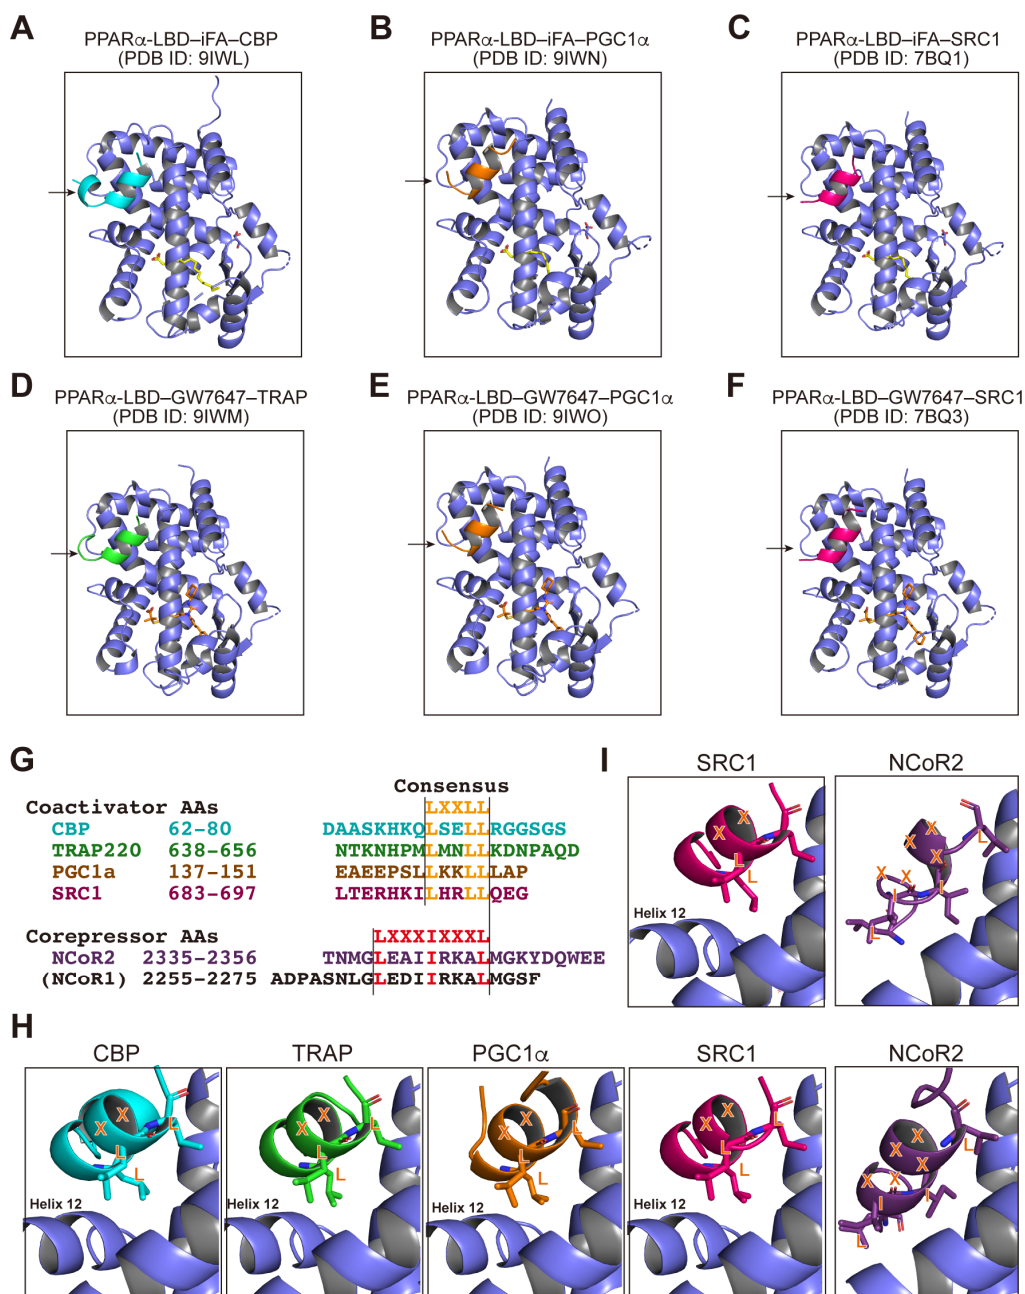 A
PPARα-LBD–iFA–CBP
(PDB ID: 9IWL)
B
PPARα-LBD–iFA–PGC1α
(PDB ID: 9IWN)
C
PPARα-LBD–iFA–SRC1
(PDB ID: 7BQ1)
D
PPARα-LBD–GW7647–TRAP
(PDB ID: 9IWM)
E
PPARα-LBD–GW7647–PGC1α
(PDB ID: 9IWO)
F
PPARα-LBD–GW7647–SRC1
(PDB ID: 7BQ3)
G
Consensus
Coactivator AAs LXXLL
CBP 62-80 DAASKHKQLSELLRGGSGS
TRAP220 638-656 NTKNHPMLMNLLKDNPAQD
PGC1a 137-151 EAEEPSLLKKLLLAP
SRC1 683-697 LTERHKILHRLLQEG
Corepressor AAs LXXXIXXXL
NCoR2 2335-2356 TNMGLEAIIRKALMGKYDQWEE
(NCoR1) 2255-2275 ADPASNLGLEDIIRKALMGSF
I
SRC1
X X
L L
Helix 12
NCoR2
X
L
X
X X I
I
L
H
CBP
X
X L
L
L
Helix 12
TRAP
X
X L
L
L
Helix 12
PGC1α
X
X L
L
L
Helix 12
SRC1
X
X L
L
L
Helix 12
NCoR2
X L
X X
X X
I I
L